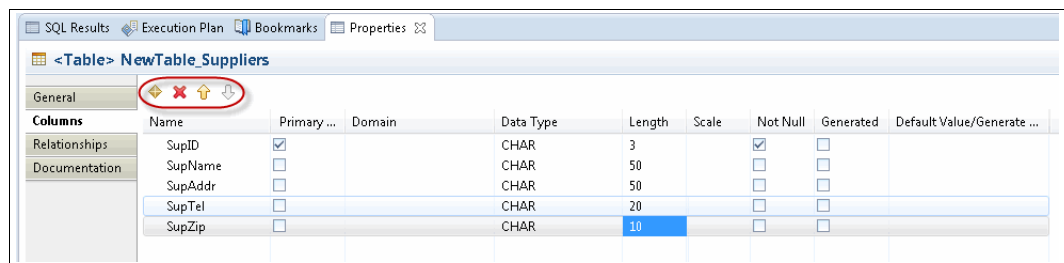 SQL Results Execution Plan Bookmarks Properties
<Table> NewTable_Suppliers
General
Columns
Relationships
Documentation
Name Primary ... Domain Data Type Length Scale Not Null Generated Default Value/Generate ...
SupID CHAR 3
SupName CHAR 50
SupAddr CHAR 50
SupTel CHAR 20
SupZip CHAR 10